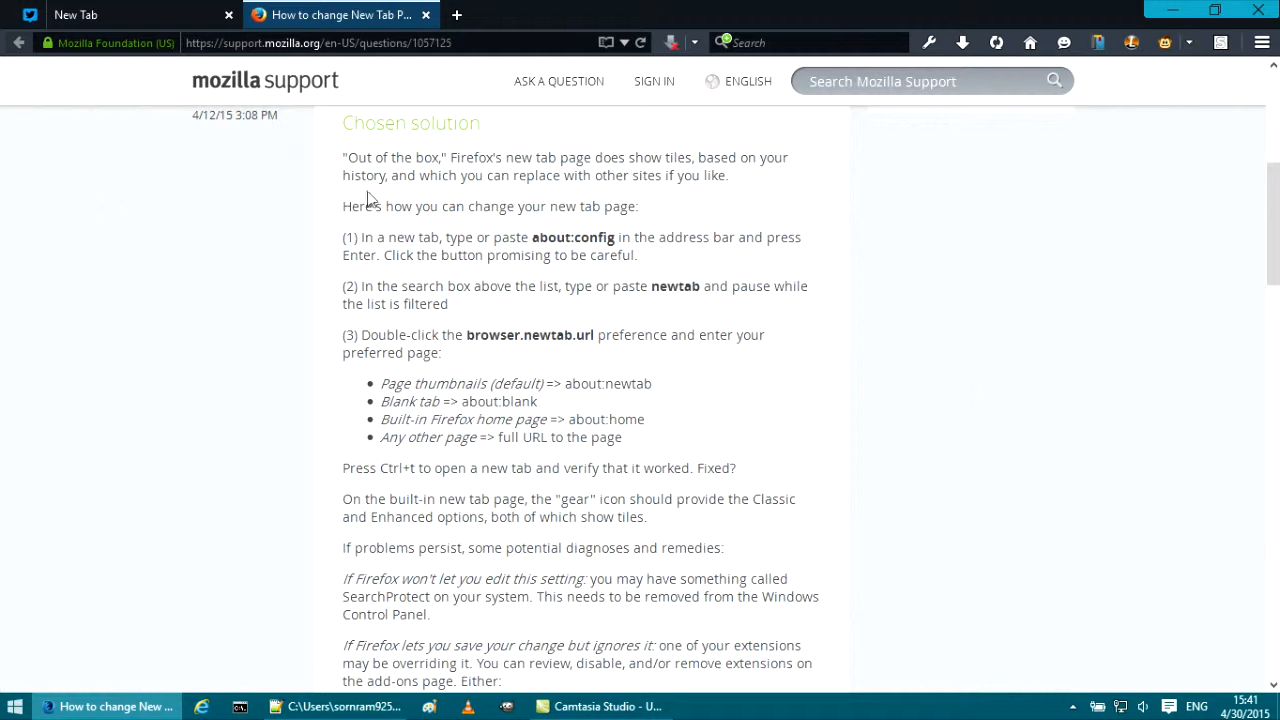 New Tab
How to change New Tab P...
Mozilla Foundation (US)
https://support.mozilla.org/en-US/questions/1057125
Search
mozilla support
ASK A QUESTION
SIGN IN
ENGLISH
Search Mozilla Support
4/12/15 3:08 PM
Chosen solution
"Out of the box," Firefox's new tab page does show tiles, based on your
history, and which you can replace with other sites if you like.
Here's how you can change your new tab page:
(1) In a new tab, type or paste about:config in the address bar and press
Enter. Click the button promising to be careful.
(2) In the search box above the list, type or paste newtab and pause while
the list is filtered
(3) Double-click the browser.newtab.url preference and enter your
preferred page:
• Page thumbnails (default) => about:newtab
• Blank tab => about:blank
• Built-in Firefox home page => about:home
• Any other page => full URL to the page
Press Ctrl+t to open a new tab and verify that it worked. Fixed?
On the built-in new tab page, the "gear" icon should provide the Classic
and Enhanced options, both of which show tiles.
If problems persist, some potential diagnoses and remedies:
If Firefox won't let you edit this setting: you may have something called
SearchProtect on your system. This needs to be removed from the Windows
Control Panel.
If Firefox lets you save your change but ignores it: one of your extensions
may be overriding it. You can review, disable, and/or remove extensions on
the add-ons page. Either:
How to change New ...
C:\Users\sornram925...
Camtasia Studio - U...
ENG
15:41
4/30/2015